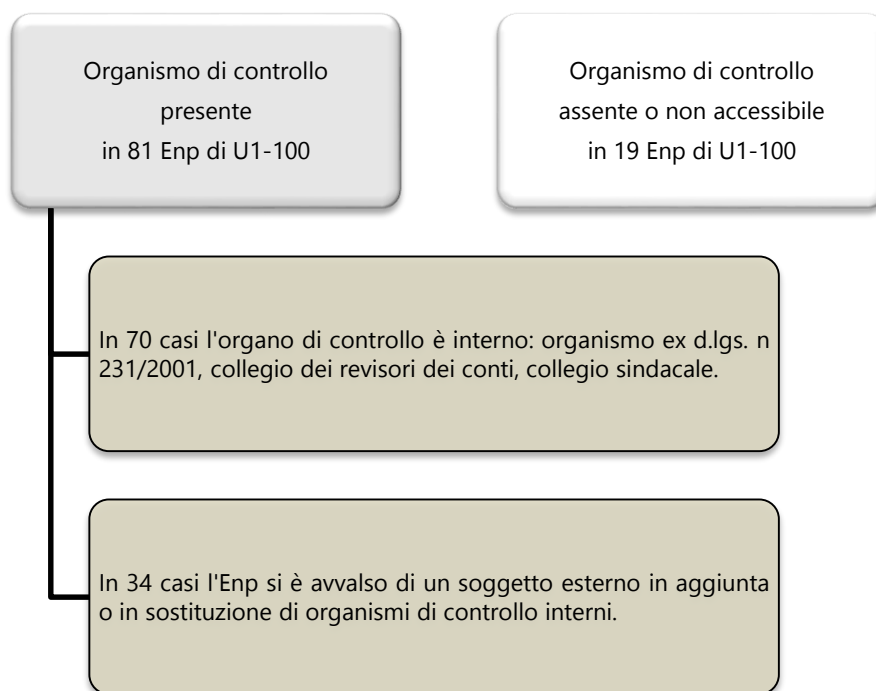 Organismo di controllo
presente
in 81 Enp di U1-100
Organismo di controllo
assente o non accessibile
in 19 Enp di U1-100
In 70 casi l'organo di controllo è interno: organismo ex d.lgs. n
231/2001, collegio dei revisori dei conti, collegio sindacale.
In 34 casi l'Enp si è avvalso di un soggetto esterno in aggiunta
o in sostituzione di organismi di controllo interni.